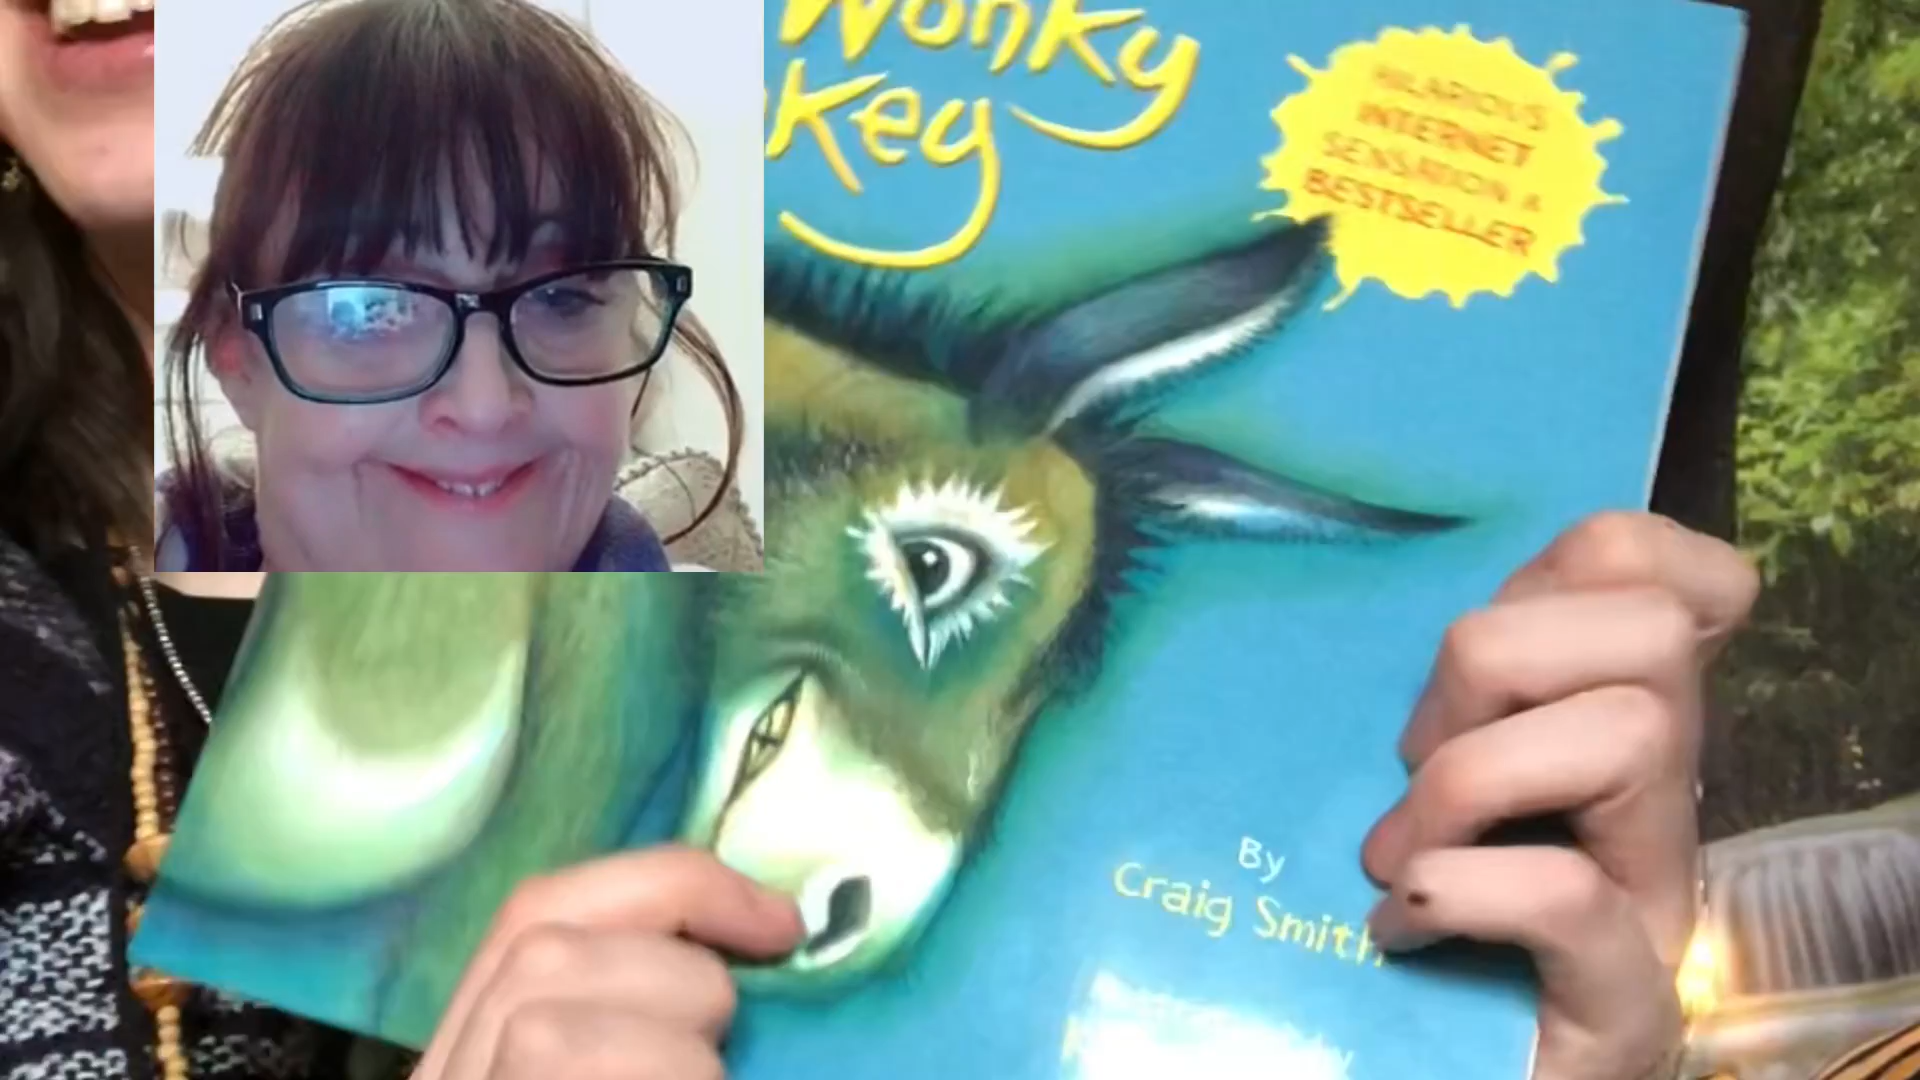 Wonky
key
HILARIOUS
INTERNET
SENSATION &
BESTSELLER
By
Craig Smith